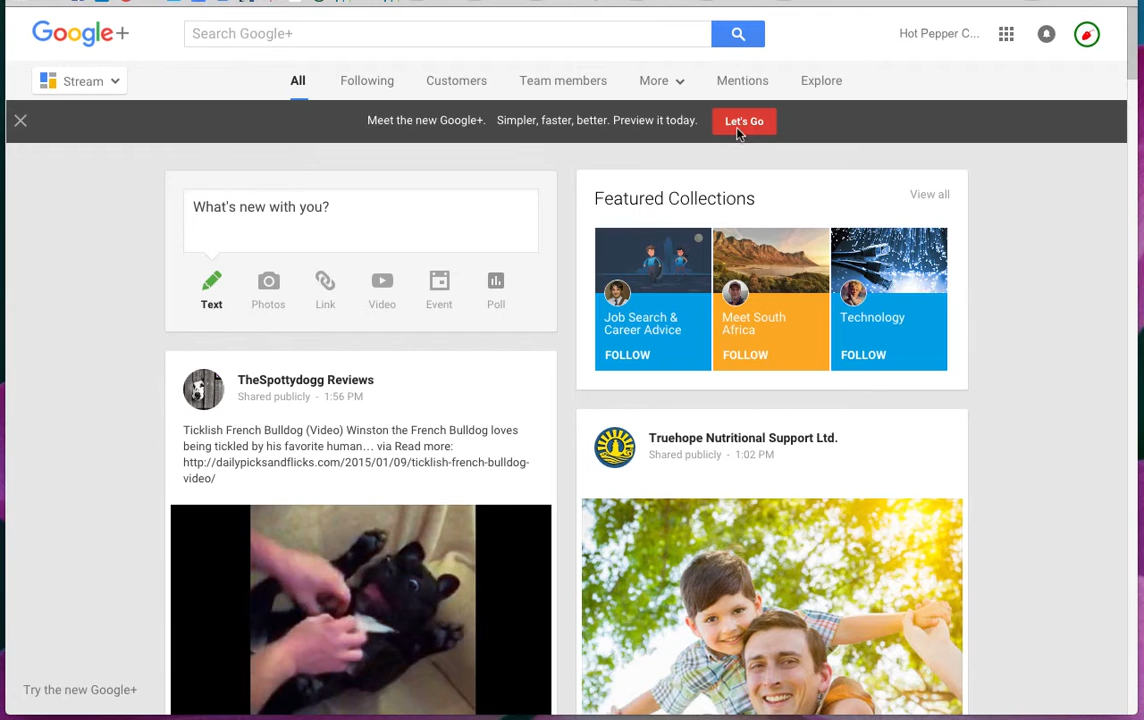 Google+
Search Google+
Hot Pepper C...
Stream
All
Following
Customers
Team members
More
Mentions
Explore
Meet the new Google+. Simpler, faster, better. Preview it today.
Let's Go
What's new with you?
Text
Photos
Link
Video
Event
Poll
Featured Collections
View all
Job Search &
Career Advice
FOLLOW
Meet South
Africa
FOLLOW
Technology
FOLLOW
TheSpottydogg Reviews
Shared publicly - 1:56 PM
Ticklish French Bulldog (Video) Winston the French Bulldog loves
being tickled by his favorite human… via Read more:
http://dailypicksandflicks.com/2015/01/09/ticklish-french-bulldog-
video/
Truehope Nutritional Support Ltd.
Shared publicly - 1:02 PM
Try the new Google+